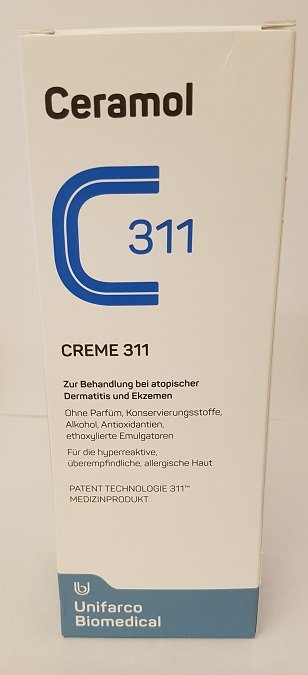 Ceramol
311
CREME 311
Zur Behandlung bei atopischer
Dermatitis und Ekzemen
Ohne Parfüm, Konservierungsstoffe,
Alkohol, Antioxidantien,
ethoxylierte Emulgatoren
Für die hyperreaktive,
überempfindliche, allergische Haut
PATENT TECHNOLOGIE 311™
MEDIZINPRODUKT
Unifarco
Biomedical